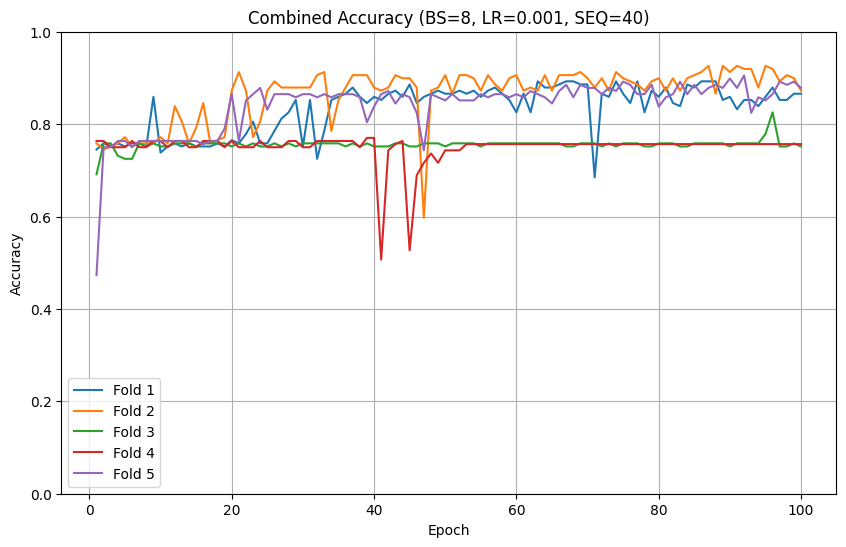 Combined Accuracy (BS=8, LR=0.001, SEQ=40)
1.0
0.8
0.6
0.4
0.2
0.0
Accuracy
Fold 1
Fold 2
Fold 3
Fold 4
Fold 5
0 20 40 60 80 100
Epoch